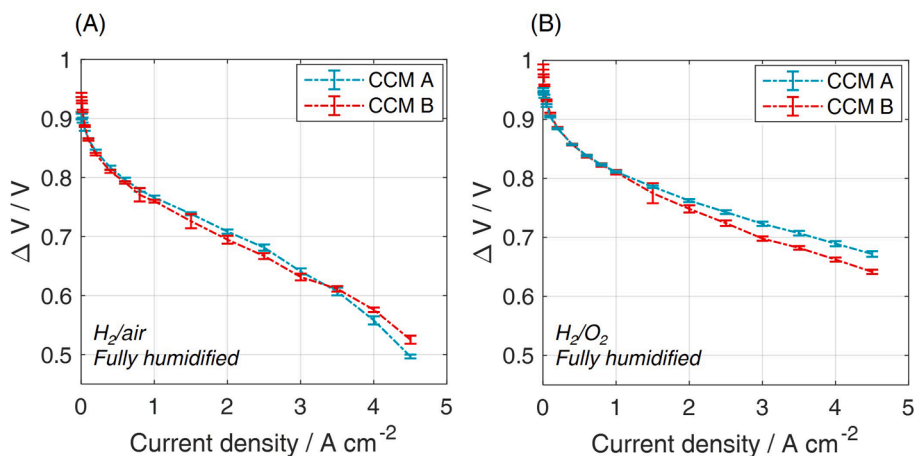 (A)
1
0.9
0.8
0.7
0.6
0.5
Δ V / V
CCM A
CCM B
H2/air
Fully humidified
0 1 2 3 4 5
Current density / A cm-2
(B)
1
0.9
0.8
0.7
0.6
0.5
Δ V / V
CCM A
CCM B
H2/O2
Fully humidified
0 1 2 3 4 5
Current density / A cm-2